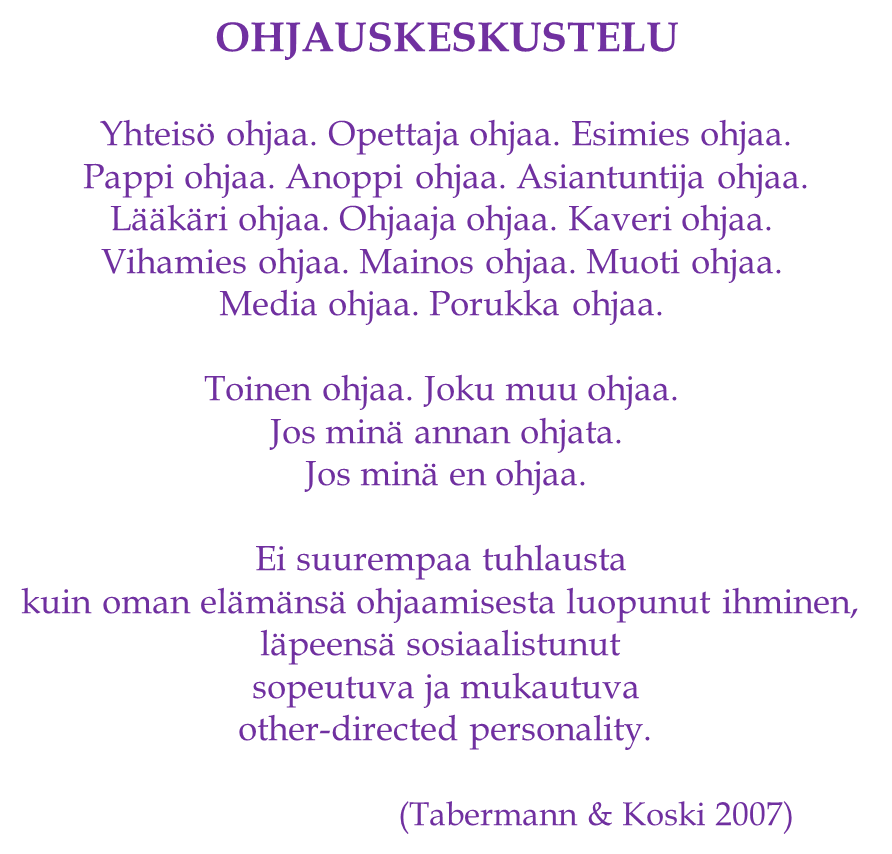 OHJAUSKESKUSTELU
Yhteisö ohjaa. Opettaja ohjaa. Esimies ohjaa.
Pappi ohjaa. Anoppi ohjaa. Asiantuntija ohjaa.
Lääkäri ohjaa. Ohjaaja ohjaa. Kaveri ohjaa.
Vihamies ohjaa. Mainos ohjaa. Muoti ohjaa.
Media ohjaa. Porukka ohjaa.
Toinen ohjaa. Joku muu ohjaa.
Jos minä annan ohjata.
Jos minä en ohjaa.
Ei suurempaa tuhlausta
kuin oman elämänsä ohjaamisesta luopunut ihminen,
läpeensä sosiaalistunut
sopeutuva ja mukautuva
other-directed personality.
(Tabermann & Koski 2007)